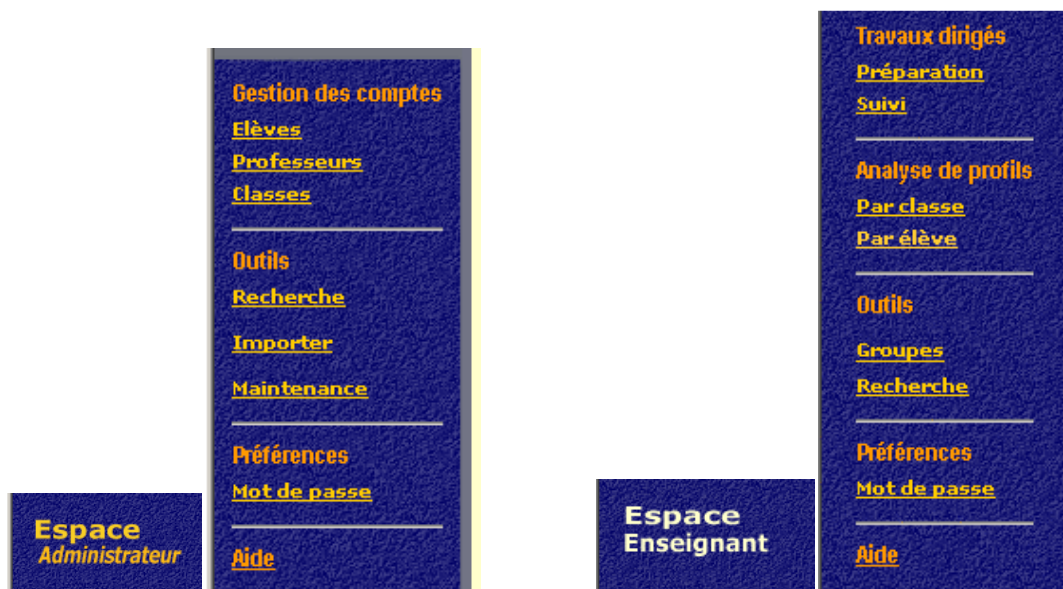 Gestion des comptes
Elèves
Professeurs
Classes
Outils
Recherche
Importer
Maintenance
Préférences
Mot de passe
Aide
Espace
Administrateur
Travaux dirigés
Préparation
Suivi
Analyse de profils
Par classe
Par élève
Outils
Groupes
Recherche
Préférences
Mot de passe
Aide
Espace
Enseignant